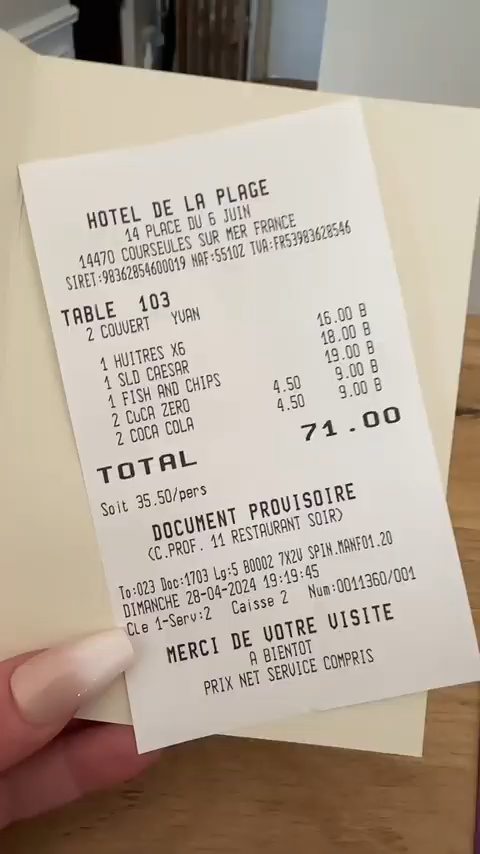 HOTEL DE LA PLAGE
14 PLACE DU 6 JUIN
14470 COURSEULES SUR MER FRANCE
SIRET:98362854600019 NAF:55102 TVA:FR53983628546
TABLE 103
2 COUVERT YUAN
1 HUITRES X6 16.00 B
1 SLD CAESAR 18.00 B
1 FISH AND CHIPS 19.00 B
2 COCA ZERO 4.50 9.00 B
2 COCA COLA 4.50 9.00 B
TOTAL 71.00
Soit 35.50/pers
DOCUMENT PROVISOIRE
(C.PROF. 11 RESTAURANT SOIR)
To:023 Doc:1703 Lg:5 B0002 7X2V SPIN.MANF01.20
DIMANCHE 28-04-2024 19:19:45
Cle 1-Serv:2 Caisse 2 Num:0011360/001
MERCI DE VOTRE VISITE
A BIENTOT
PRIX NET SERVICE COMPRIS